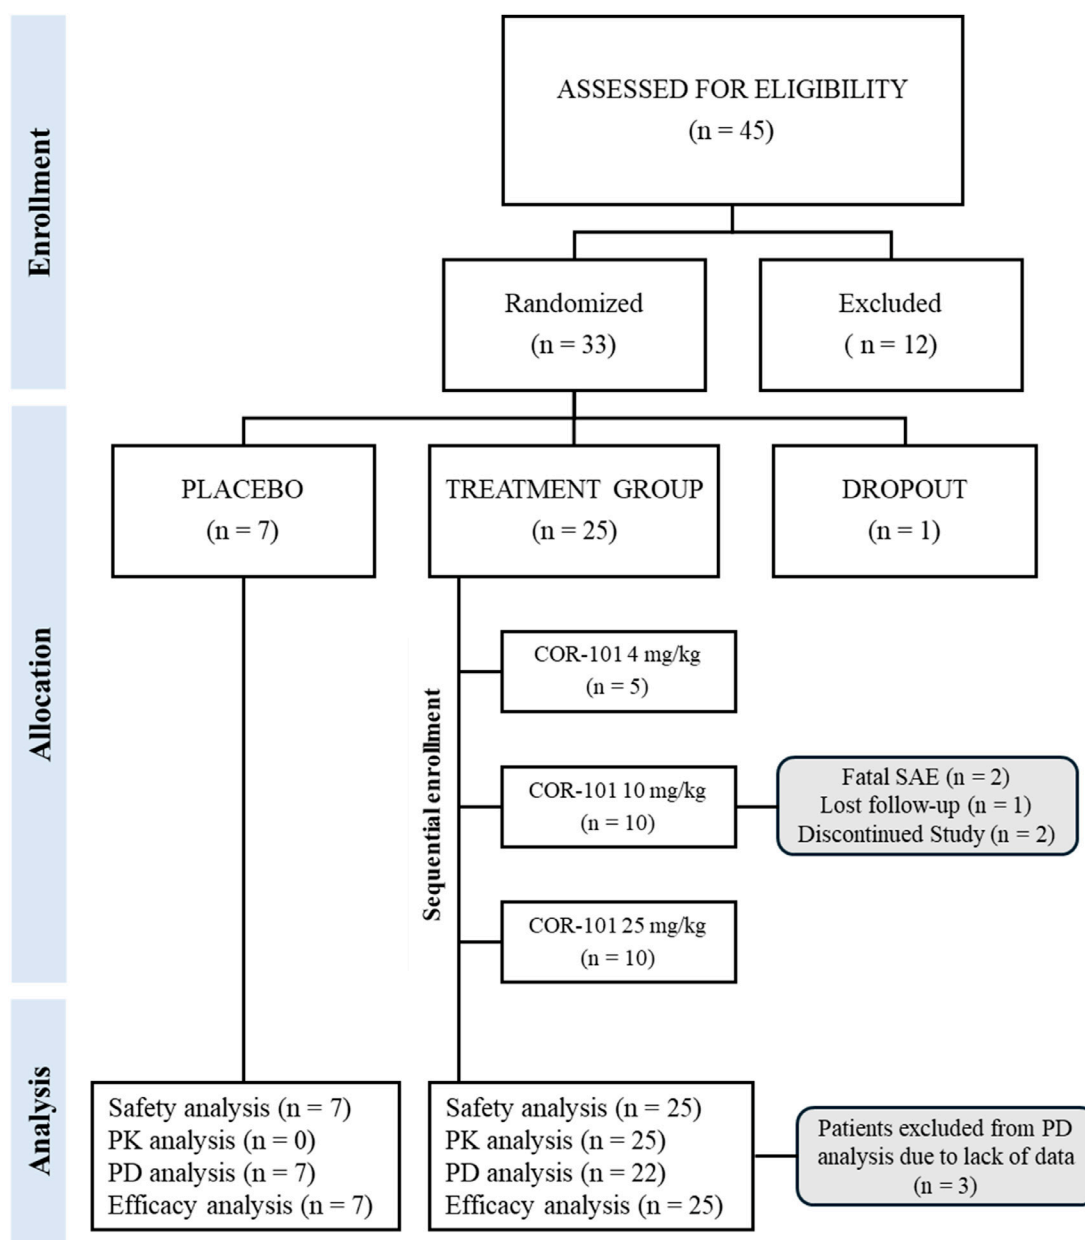 Enrollment
ASSESSED FOR ELIGIBILITY
(n = 45)
Randomized
(n = 33)
Excluded
( n = 12)
Allocation
PLACEBO
(n = 7)
TREATMENT GROUP
(n = 25)
DROPOUT
(n = 1)
Sequential enrollment
COR-101 4 mg/kg
(n = 5)
COR-101 10 mg/kg
(n = 10)
Fatal SAE (n = 2)
Lost follow-up (n = 1)
Discontinued Study (n = 2)
COR-101 25 mg/kg
(n = 10)
Analysis
Safety analysis (n = 7)
PK analysis (n = 0)
PD analysis (n = 7)
Efficacy analysis (n = 7)
Safety analysis (n = 25)
PK analysis (n = 25)
PD analysis (n = 22)
Efficacy analysis (n = 25)
Patients excluded from PD
analysis due to lack of data
(n = 3)